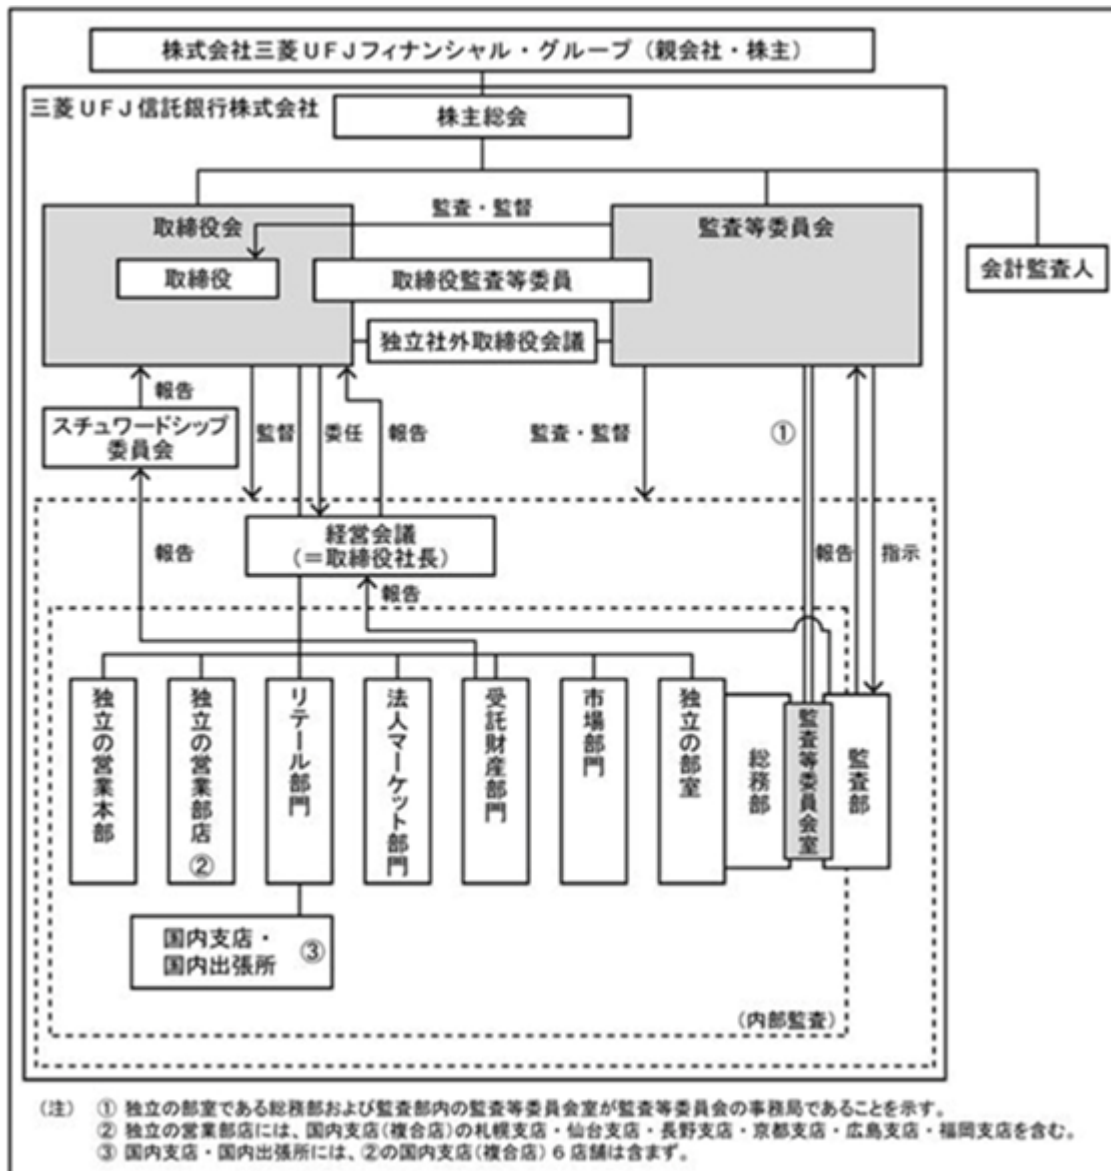 株式会社三菱UFJフィナンシャル・グループ（親会社・株主）
三菱UFJ信託銀行株式会社
株主総会
取締役会
監査・監督
監査等委員会
取締役
取締役監査等委員
会計監査人
独立社外取締役会議
報告
スチュワードシップ
委員会
監督
委任
報告
監査・監督
①
報告
経営会議
（＝取締役社長）
報告
報告
指示
独立の営業本部
独立の営業部店
②
リテール部門
法人マーケット部門
受託財産部門
市場部門
独立の部室
総務部
監査等委員会室
監査部
国内支店・
国内出張所
③
（内部監査）
（注） ① 独立の部室である総務部および監査部内の監査等委員会室が監査等委員会の事務局であることを示す。
② 独立の営業部店には、国内支店（複合店）の札幌支店・仙台支店・長野支店・京都支店・広島支店・福岡支店を含む。
③ 国内支店・国内出張所には、②の国内支店（複合店）６店舗は含まず。